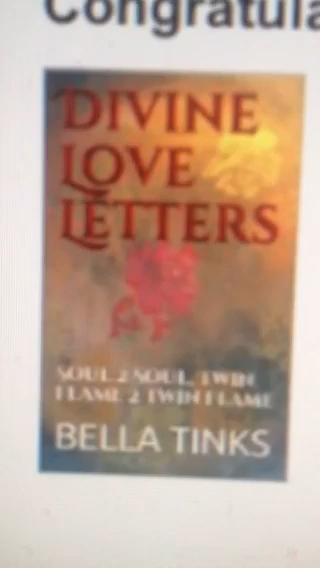 Congratula
DIVINE
LOVE
LETTERS
SOUL 2 SOUL, TWIN
FLAME 2 TWIN FLAME
BELLA TINKS